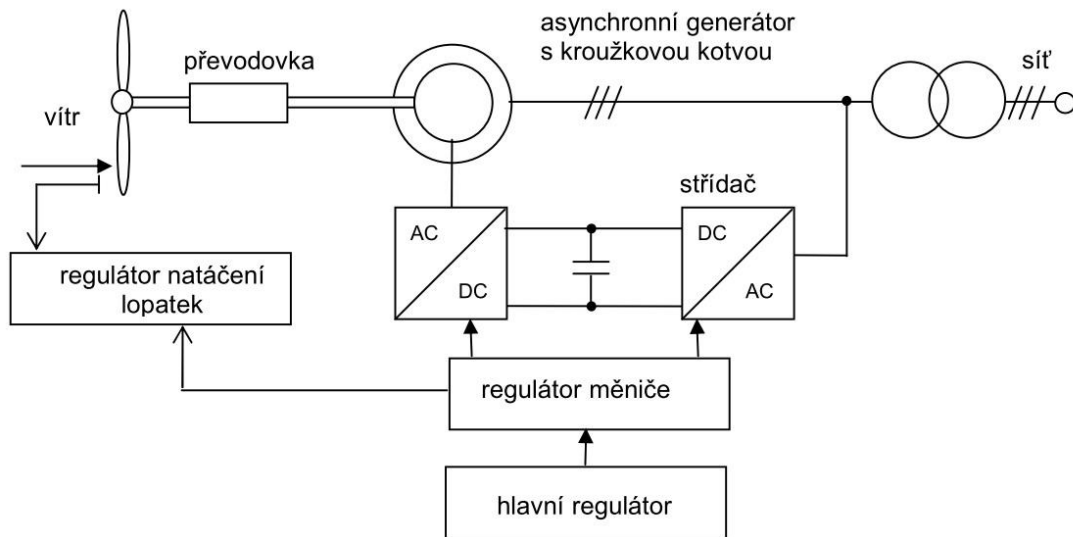 asynchronní generátor
s kroužkovou kotvou
převodovka
síť
vítr
střídač
AC
DC
DC
AC
regulátor natáčení
lopatek
regulátor měniče
hlavní regulátor